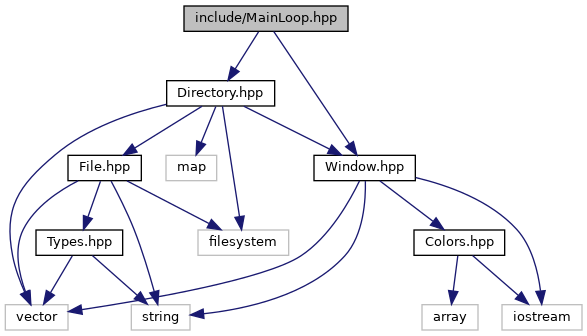 include/MainLoop.hpp
Directory.hpp
File.hpp
map
Window.hpp
Types.hpp
filesystem
Colors.hpp
vector
string
array
iostream